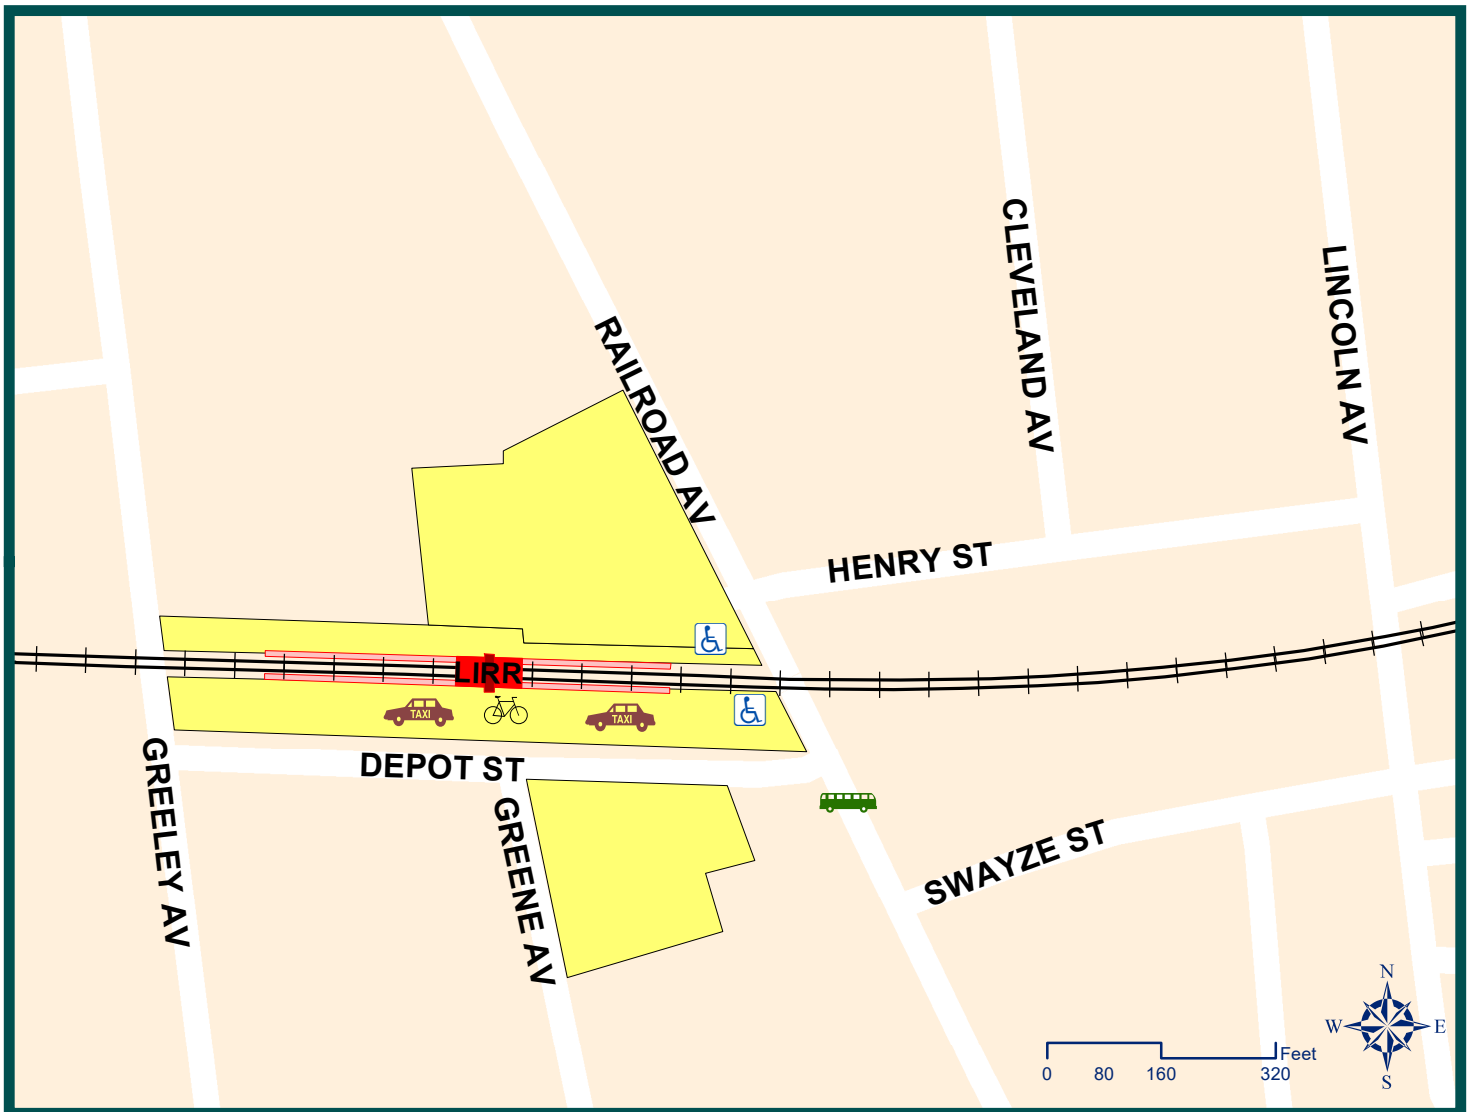 CLEVELAND AV
LINCOLN AV
RAILROAD AV
HENRY ST
LIRR
TAXI
TAXI
DEPOT ST
GREELEY AV
GREENE AV
SWAYZE ST
N
W
E
S
Feet
0 80 160 320